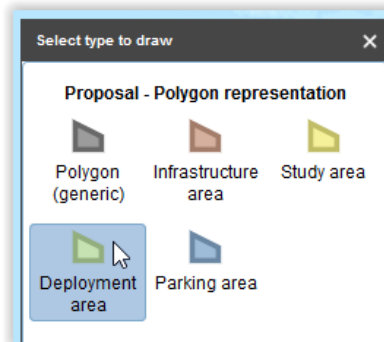 Select type to draw
Proposal - Polygon representation
Polygon
(generic)
Infrastructure
area
Study area
Deployment
area
Parking area